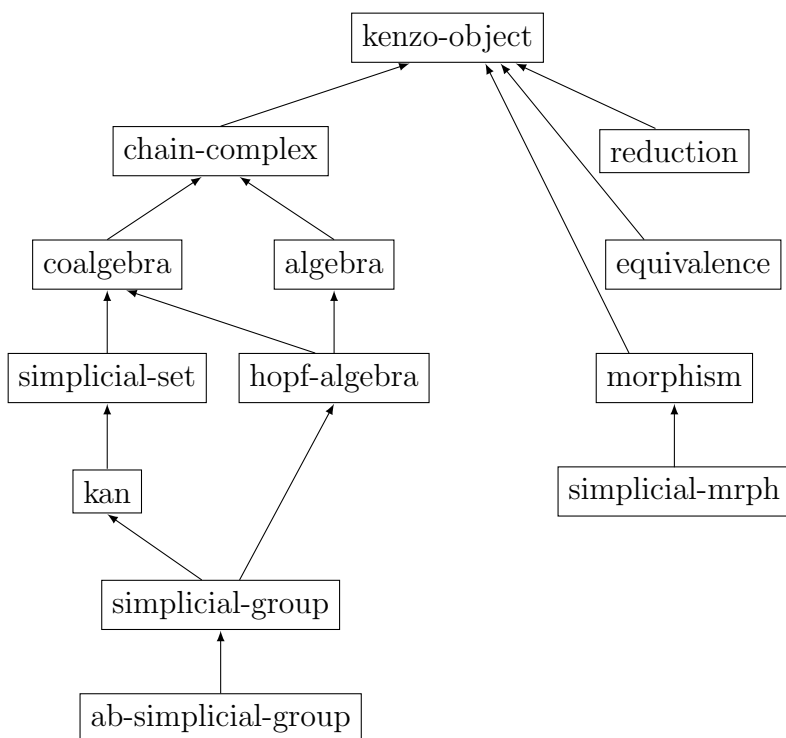 kenzo-object
chain-complex
reduction
coalgebra
algebra
equivalence
simplicial-set
hopf-algebra
morphism
kan
simplicial-mrph
simplicial-group
ab-simplicial-group